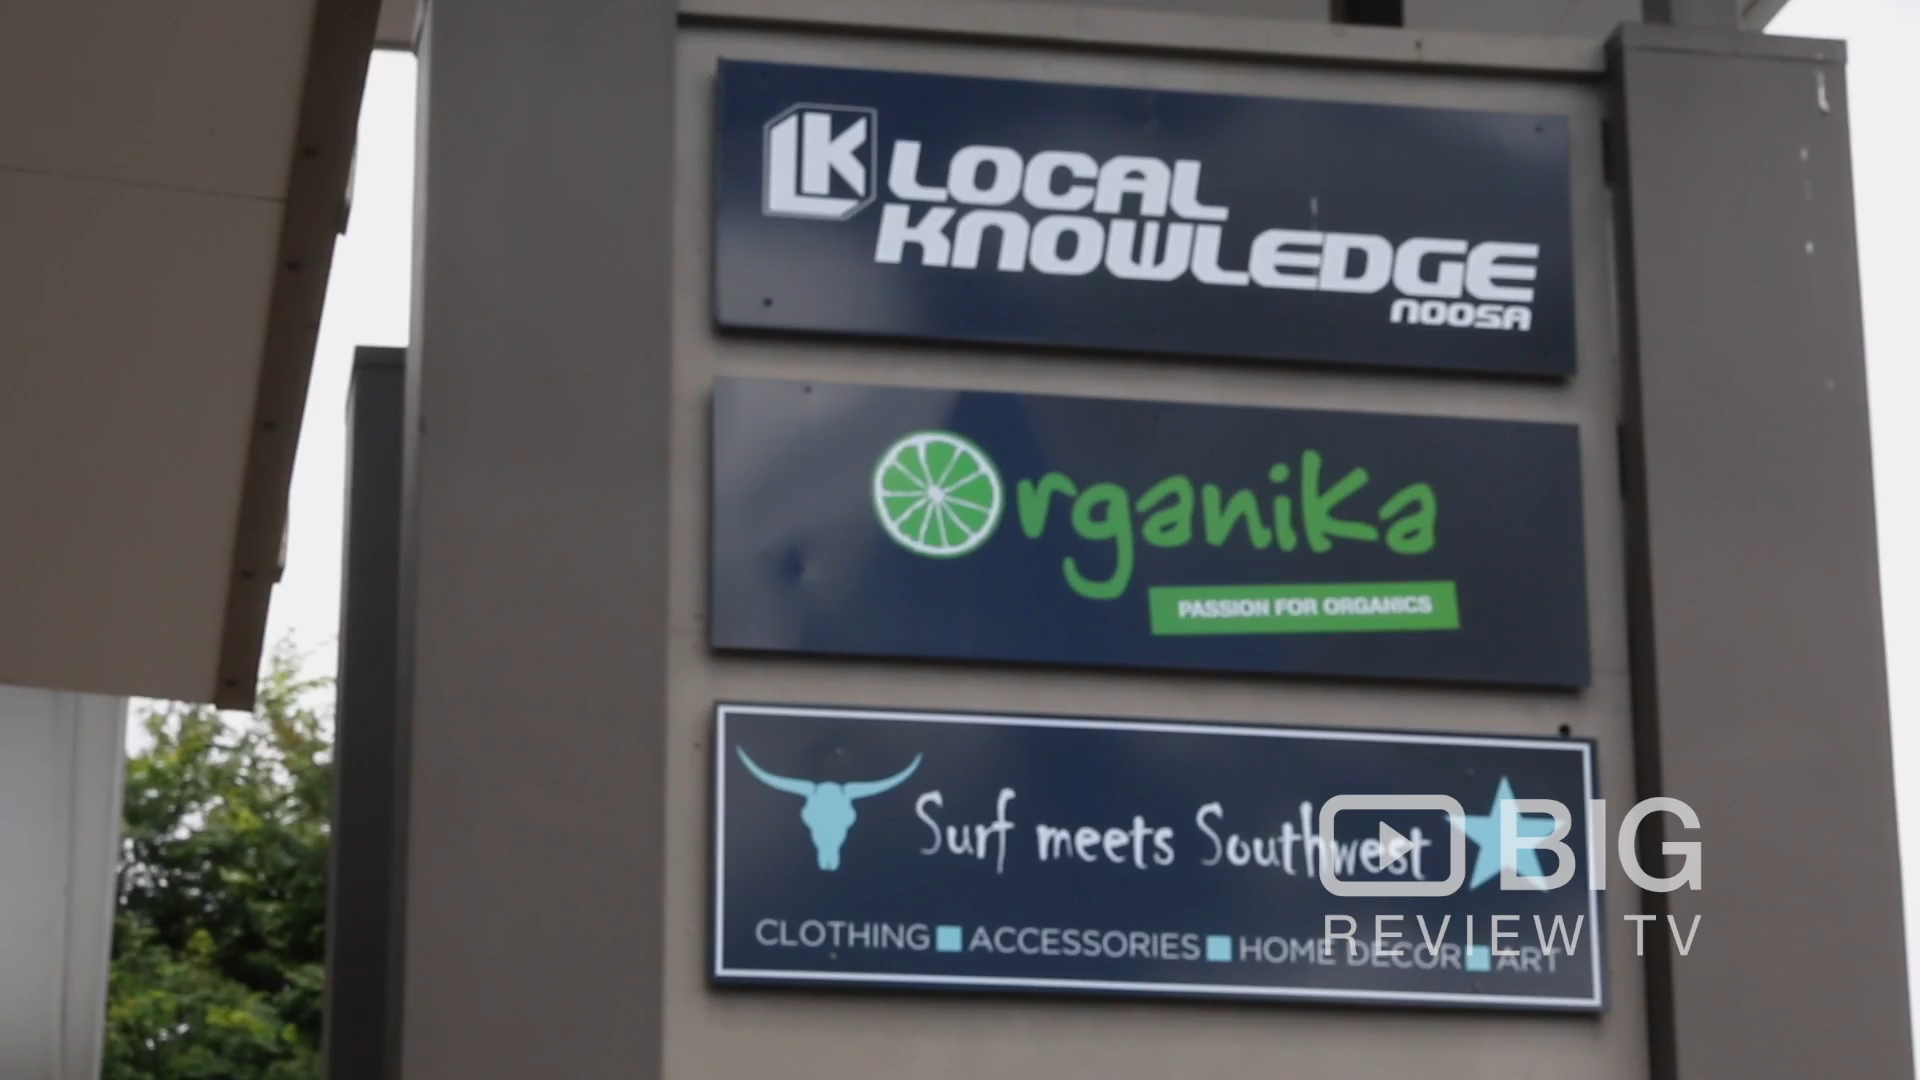 LK LOCAL
KNOWLEDGE
NOOSA
Organika
PASSION FOR ORGANICS
Surf meets Southwest
CLOTHING ACCESSORIES HOME DECOR ART
BIG
REVIEW TV